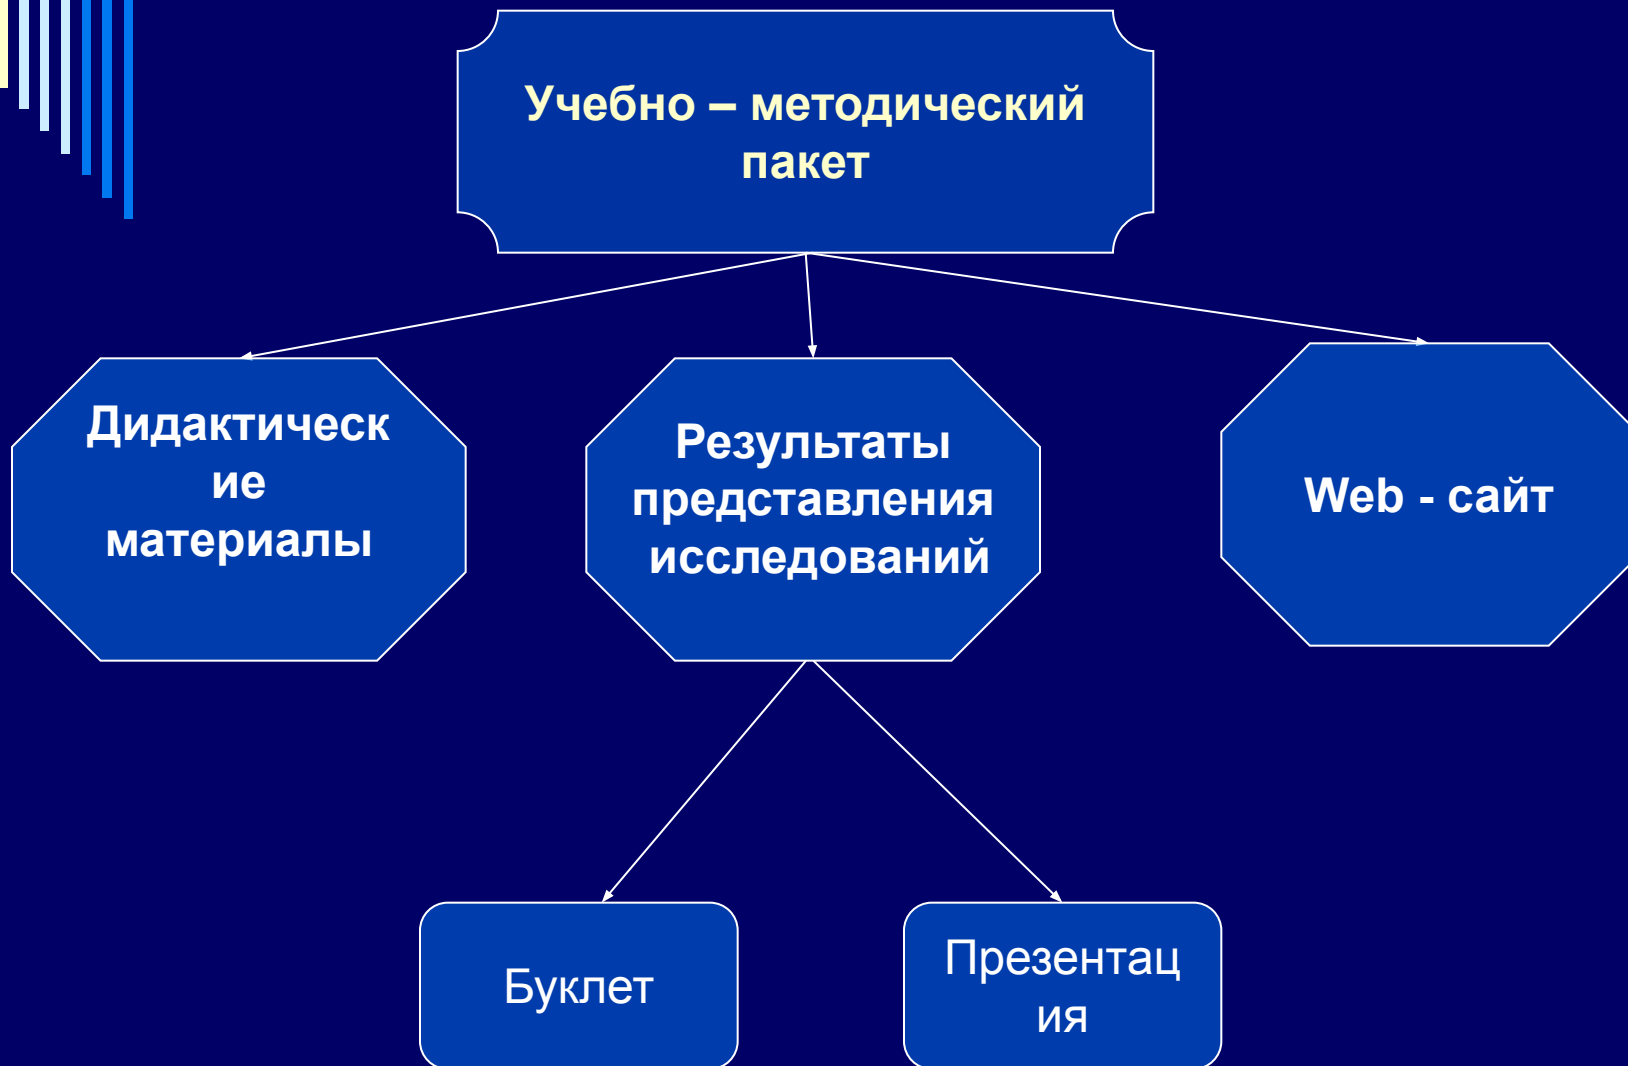 Учебно – методический
пакет
Дидактическ
ие
материалы
Результаты
представления
исследований
Web - сайт
Буклет
Презентац
ия